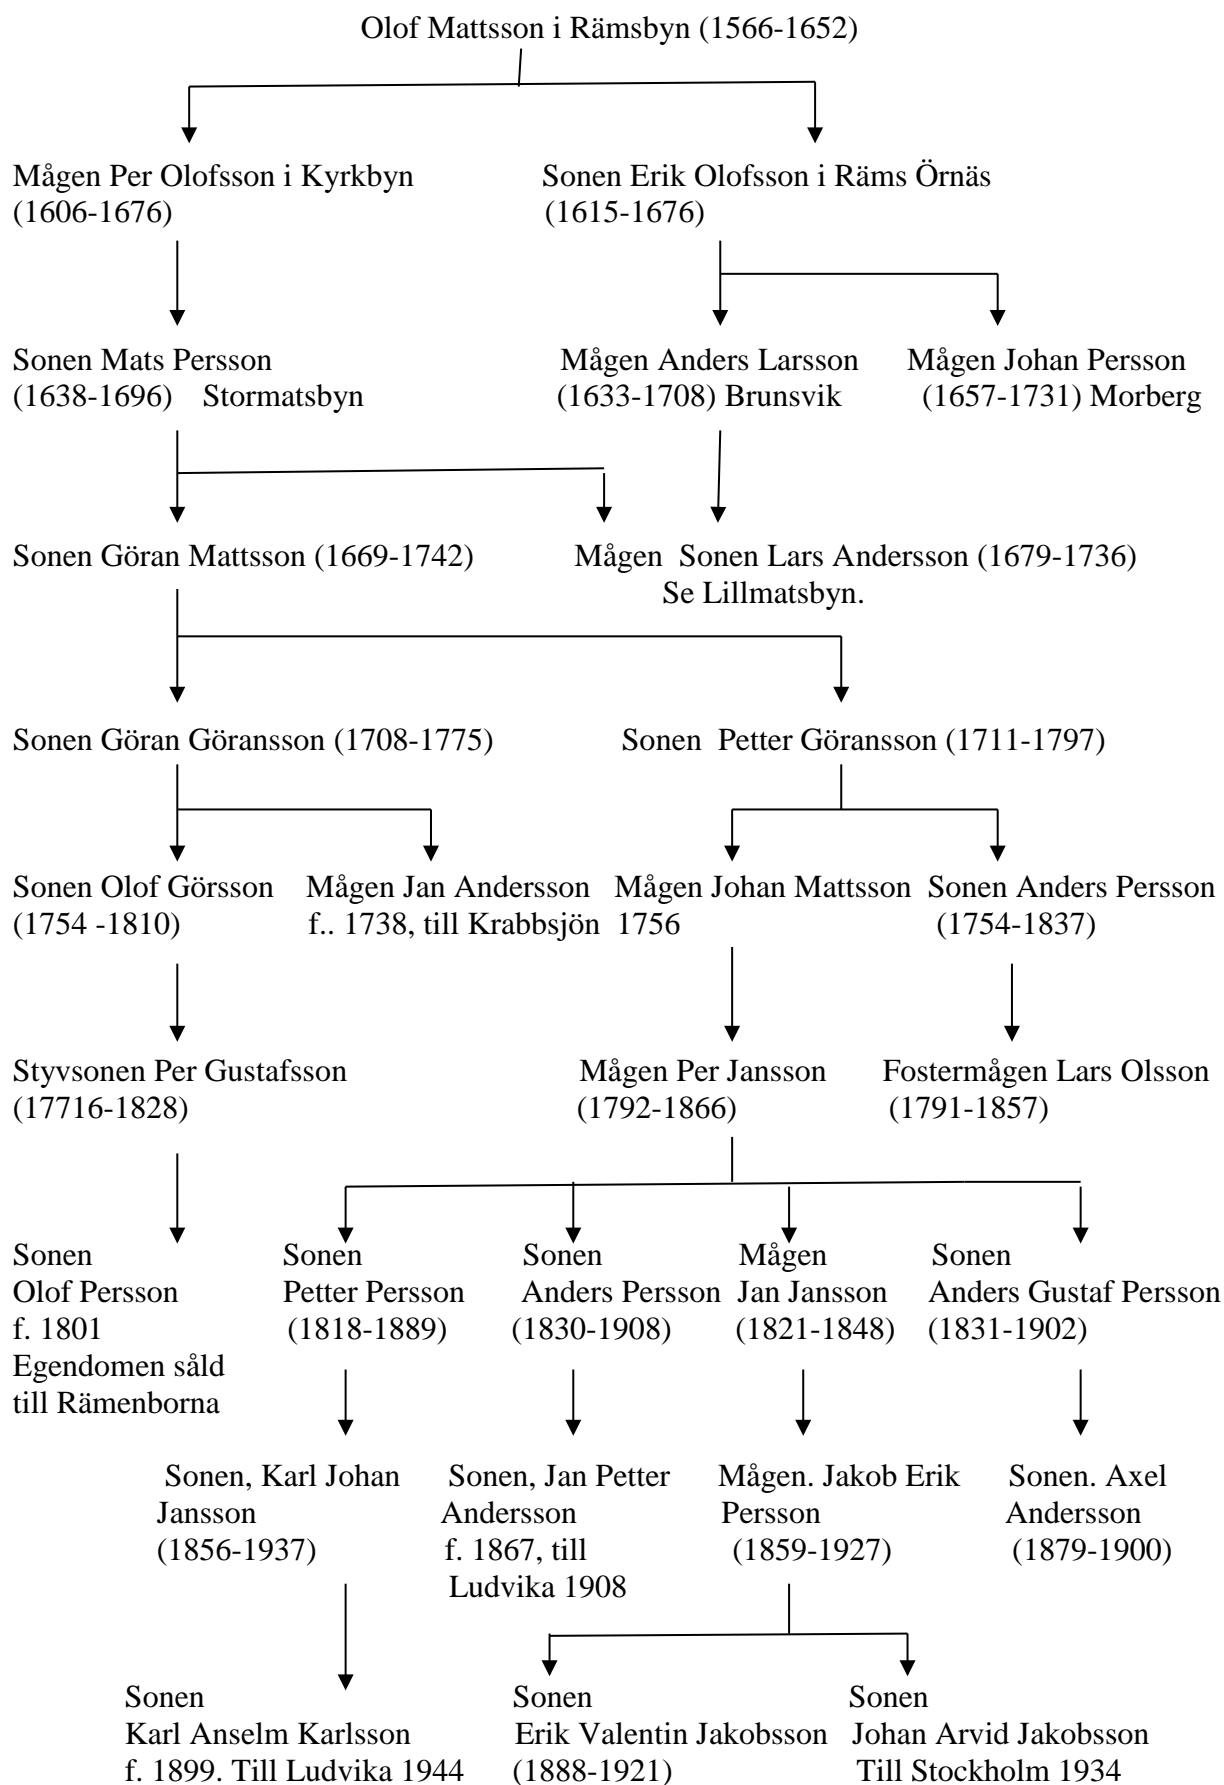 Olof Mattsson i Rämsbyn (1566-1652)
Mågen Per Olofsson i Kyrkbyn Sonen Erik Olofsson i Räms Örnäs
(1606-1676) (1615-1676)
Sonen Mats Persson Mågen Anders Larsson Mågen Johan Persson
(1638-1696) Stormatsbyn (1633-1708) Brunsvik (1657-1731) Morberg
Sonen Göran Mattsson (1669-1742) Mågen Sonen Lars Andersson (1679-1736)
Se Lillmatsbyn.
Sonen Göran Göransson (1708-1775) Sonen Petter Göransson (1711-1797)
Sonen Olof Görsson Mågen Jan Andersson Mågen Johan Mattsson Sonen Anders Persson
(1754 -1810) f.. 1738, till Krabbsjön 1756 (1754-1837)
Styvsonen Per Gustafsson Mågen Per Jansson Fostermågen Lars Olsson
(17716-1828) (1792-1866) (1791-1857)
Sonen Sonen Sonen Mågen Sonen
Olof Persson Petter Persson Anders Persson Jan Jansson Anders Gustaf Persson
f. 1801 (1818-1889) (1830-1908) (1821-1848) (1831-1902)
Egendomen såld
till Rämenborna
Sonen, Karl Johan Sonen, Jan Petter Mågen. Jakob Erik Sonen. Axel
Jansson Andersson Persson Andersson
(1856-1937) f. 1867, till (1859-1927) (1879-1900)
Ludvika 1908
Sonen Sonen Sonen
Karl Anselm Karlsson Erik Valentin Jakobsson Johan Arvid Jakobsson
f. 1899. Till Ludvika 1944 (1888-1921) Till Stockholm 1934